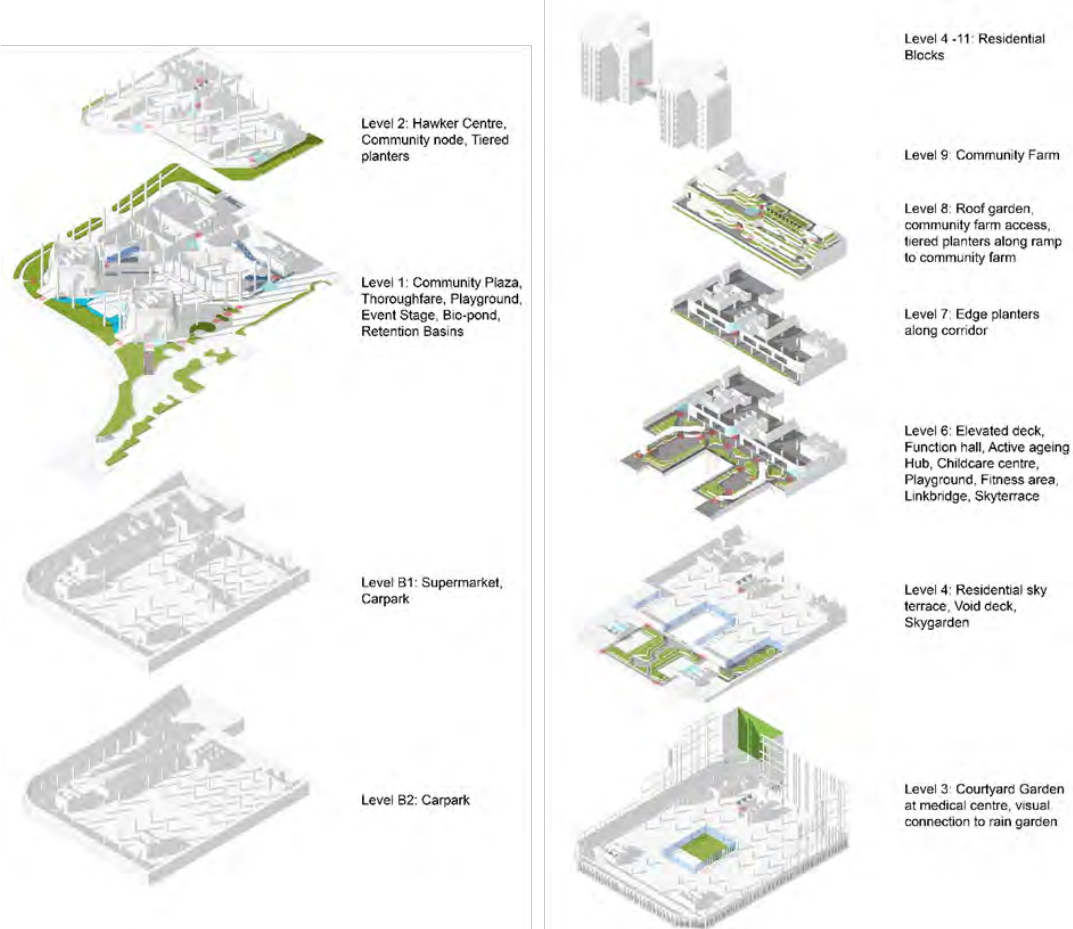 Level 2: Hawker Centre,
Community node, Tiered
planters
Level 1: Community Plaza,
Thoroughfare, Playground,
Event Stage, Bio-pond,
Retention Basins
Level B1: Supermarket,
Carpark
Level B2: Carpark
Level 4 -11: Residential
Blocks
Level 9: Community Farm
Level 8: Roof garden,
community farm access,
tiered planters along ramp
to community farm
Level 7: Edge planters
along corridor
Level 6: Elevated deck,
Function hall, Active ageing
Hub, Childcare centre,
Playground, Fitness area,
Linkbridge, Skyterrace
Level 4: Residential sky
terrace, Void deck,
Skygarden
Level 3: Courtyard Garden
at medical centre, visual
connection to rain garden